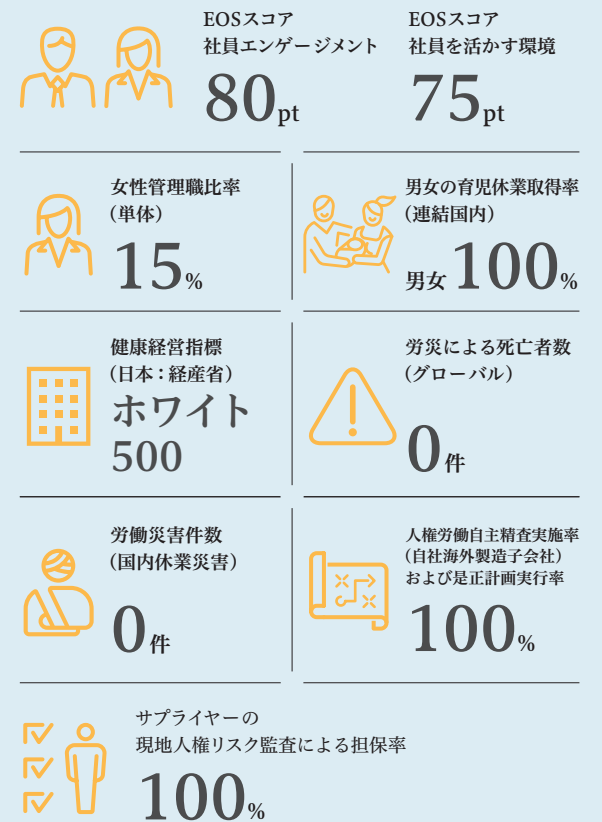 EOSスコア
社員エンゲージメント
80pt
EOSスコア
社員を活かす環境
75pt
女性管理職比率
（単体）
15%
男女の育児休業取得率
（連結国内）
男女100%
健康経営指標
（日本：経産省）
ホワイト
500
労災による死亡者数
（グローバル）
0件
労働災害件数
（国内休業災害）
0件
人権労働自主精査実施率
（自社海外製造子会社）
および是正計画実行率
100%
サプライヤーの
現地人権リスク監査による担保率
100%